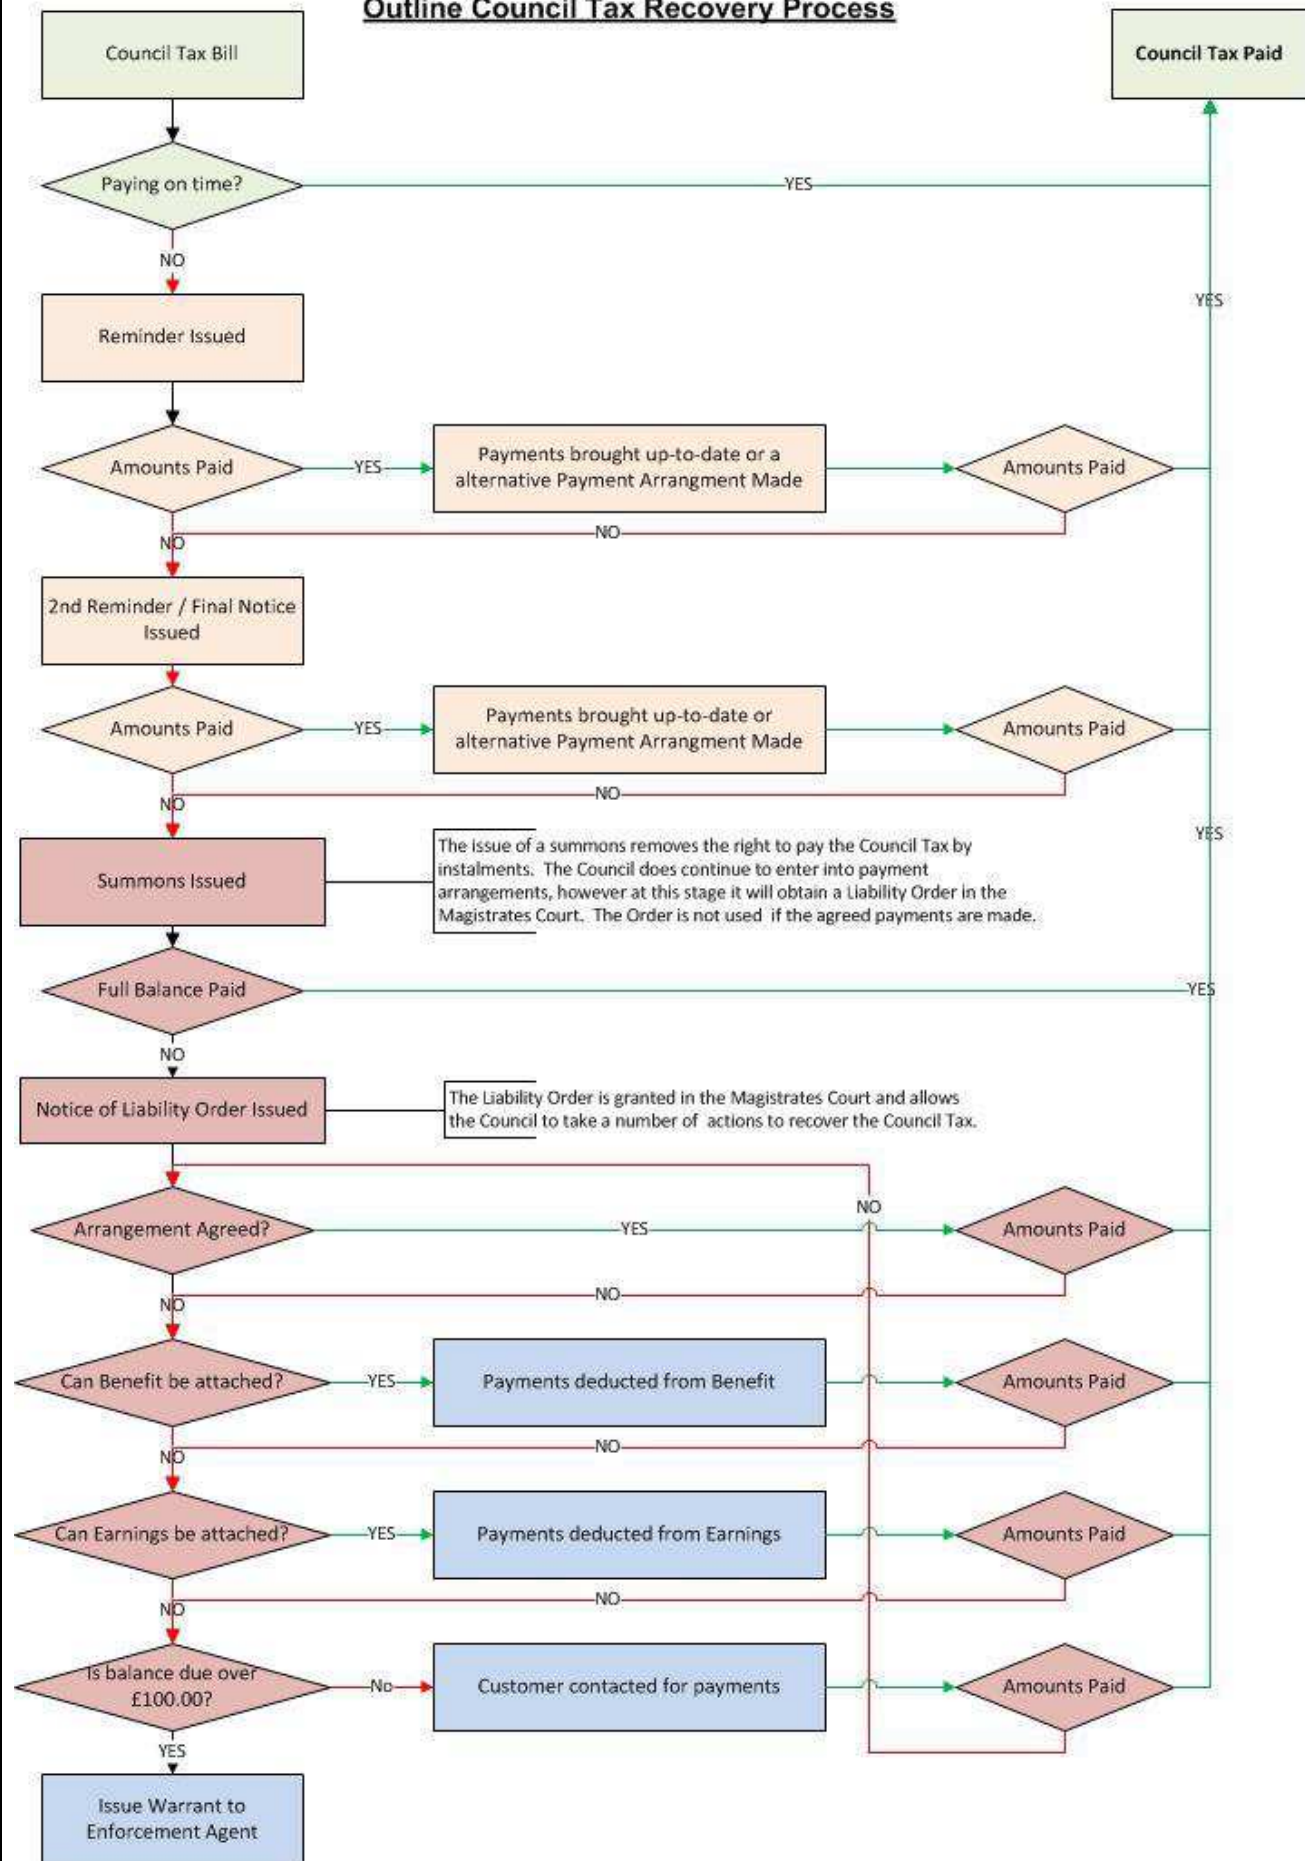 Outline Council Tax Recovery Process
Council Tax Bill
Council Tax Paid
Paying on time?
YES
NO
YES
Reminder Issued
Amounts Paid
YES
Payments brought up-to-date or a
alternative Payment Arrangment Made
Amounts Paid
NO
NO
2nd Reminder / Final Notice
Issued
Amounts Paid
YES
Payments brought up-to-date or
alternative Payment Arrangment Made
Amounts Paid
NO
NO
YES
Summons Issued
The issue of a summons removes the right to pay the Council Tax by
instalments. The Council does continue to enter into payment
arrangements, however at this stage it will obtain a Liability Order in the
Magistrates Court. The Order is not used if the agreed payments are made.
Full Balance Paid
YES
NO
Notice of Liability Order Issued
The Liability Order is granted in the Magistrates Court and allows
the Council to take a number of actions to recover the Council Tax.
NO
Arrangement Agreed?
YES
Amounts Paid
NO
NO
Can Benefit be attached?
YES
Payments deducted from Benefit
Amounts Paid
NO
NO
Can Earnings be attached?
YES
Payments deducted from Earnings
Amounts Paid
NO
NO
Is balance due over
£100.00?
No
Customer contacted for payments
Amounts Paid
YES
Issue Warrant to
Enforcement Agent